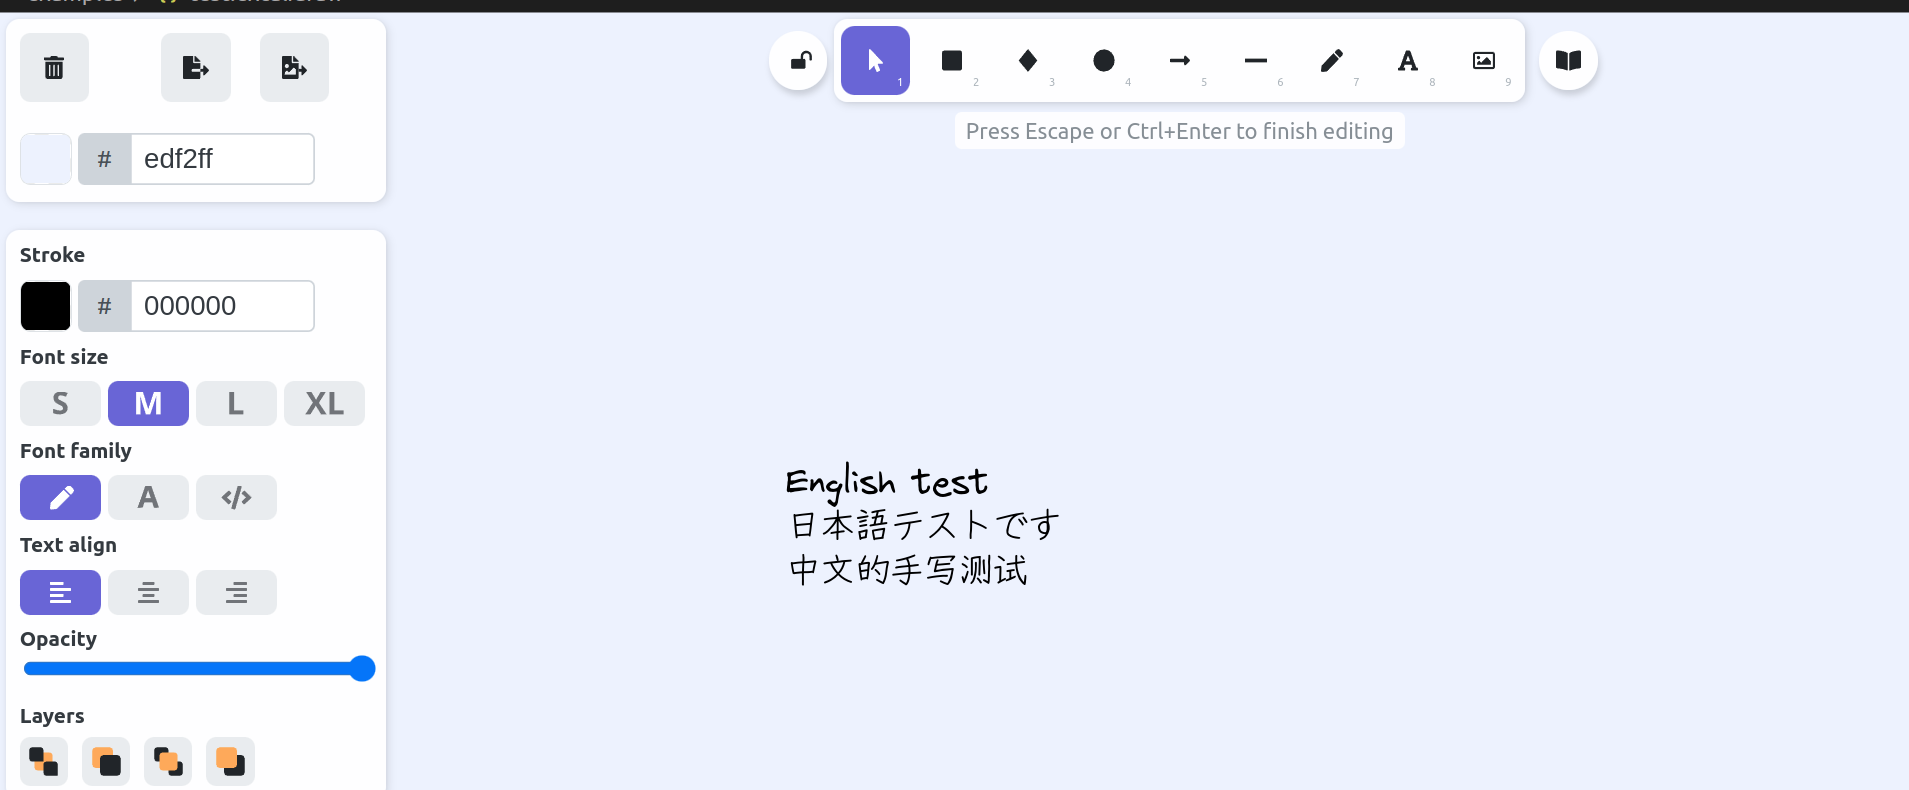 edf2ff
#
1
2
3
4
5
6
7
A
8
9
Press Escape or Ctrl+Enter to finish editing
Stroke
# 000000
Font size
S M L XL
Font family
A </>
Text align
Opacity
Layers
English test
日本語テストです
中文的手写测试